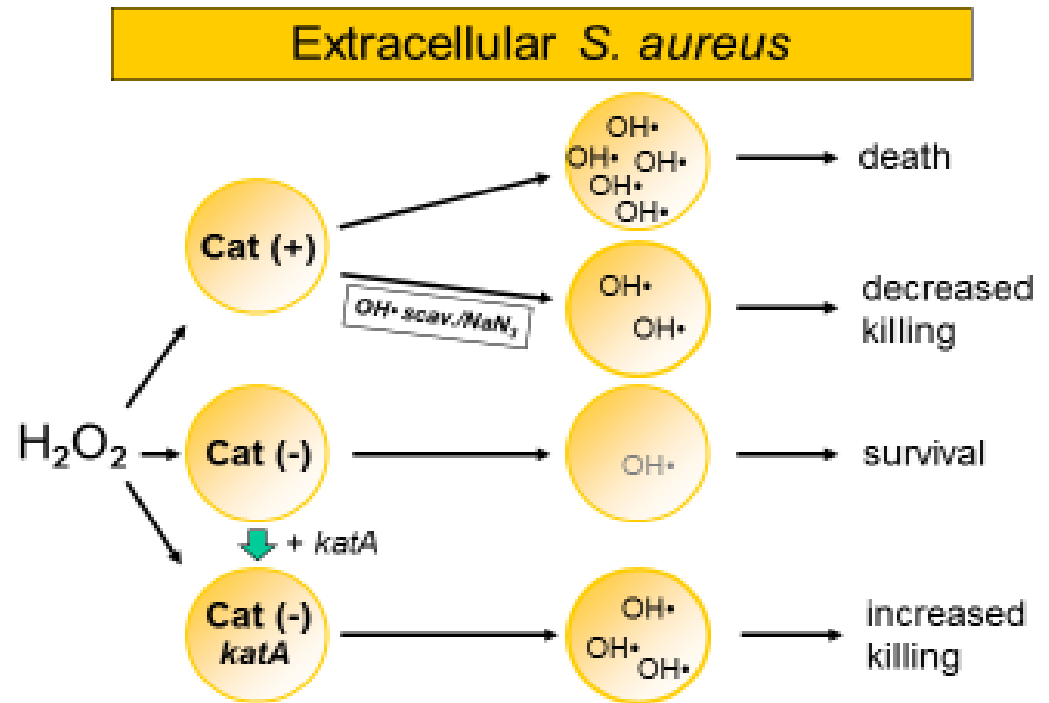 Extracellular S. aureus
OH•
OH• OH•
OH•
OH•
death
Cat (+)
OH• scav./NaN₃
OH•
OH•
decreased
killing
H₂O₂
Cat (-)
OH•
survival
+ katA
Cat (-)
katA
OH•
OH•
OH•
increased
killing